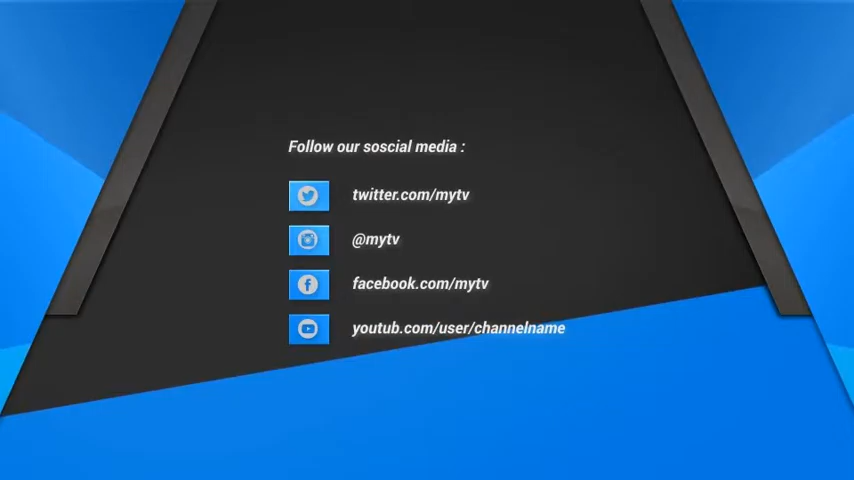 Follow our soscial media :
twitter.com/mytv
@mytv
facebook.com/mytv
youtub.com/user/channelname